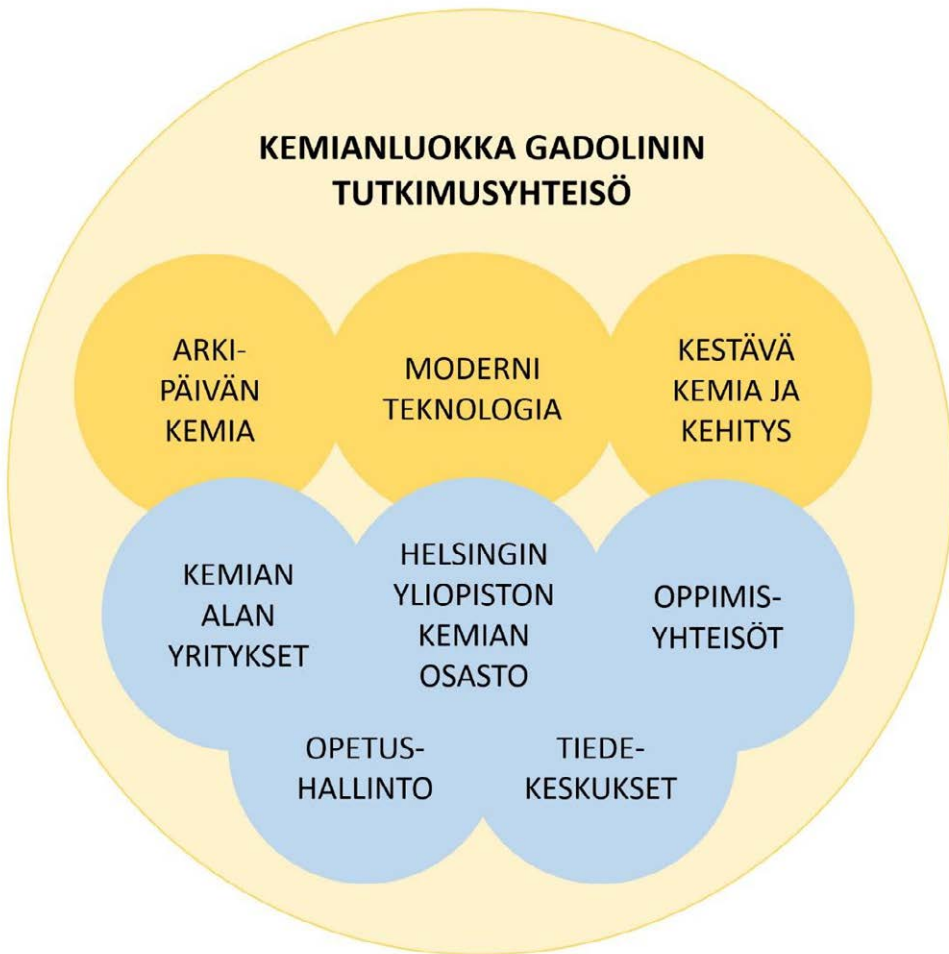 KEMIANLUOKKA GADOLININ
TUTKIMUSYHTEISÖ
ARKI-
PÄIVÄN
KEMIA
MODERNI
TEKNOLOGIA
KESTÄVÄ
KEMIA JA
KEHITYS
KEMIAN
ALAN
YRITYKSET
HELSINGIN
YLIOPISTON
KEMIAN
OSASTO
OPPIMIS-
YHTEISÖT
OPETUS-
HALLINTO
TIEDE-
KESKUKSET